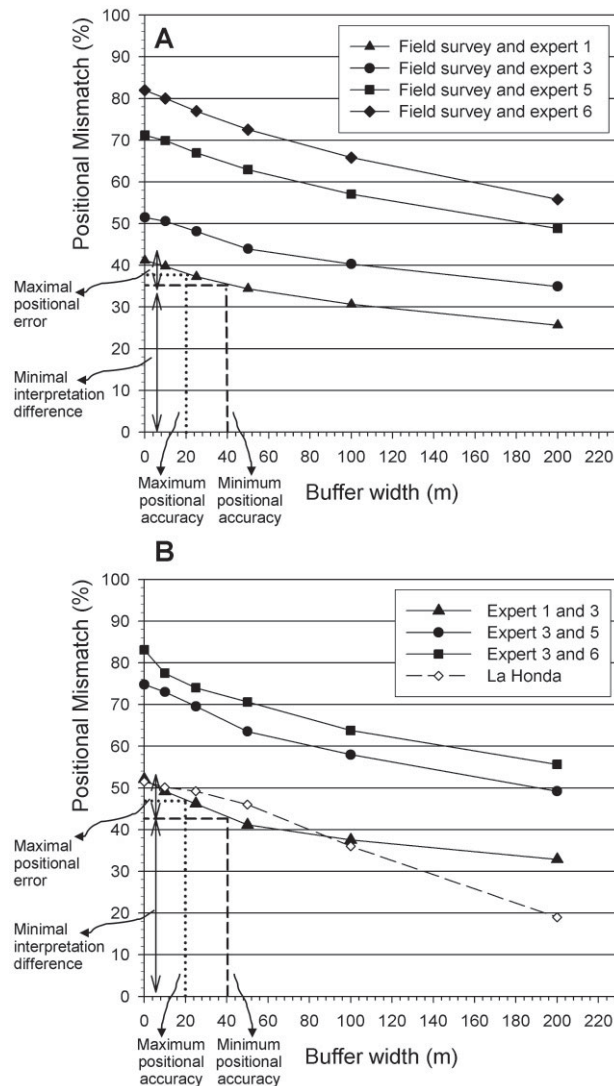 A
Positional Mismatch (%)
100
90
80
70
60
50
40
30
20
10
0
Field survey and expert 1
Field survey and expert 3
Field survey and expert 5
Field survey and expert 6
Maximal
positional
error
Minimal
interpretation
difference
0 20 40 60 80 100 120 140 160 180 200 220
Maximum
positional
accuracy
Minimum
positional
accuracy
Buffer width (m)
B
Positional Mismatch (%)
100
90
80
70
60
50
40
30
20
10
0
Expert 1 and 3
Expert 3 and 5
Expert 3 and 6
La Honda
Maximal
positional
error
Minimal
interpretation
difference
0 20 40 60 80 100 120 140 160 180 200 220
Maximum
positional
accuracy
Minimum
positional
accuracy
Buffer width (m)